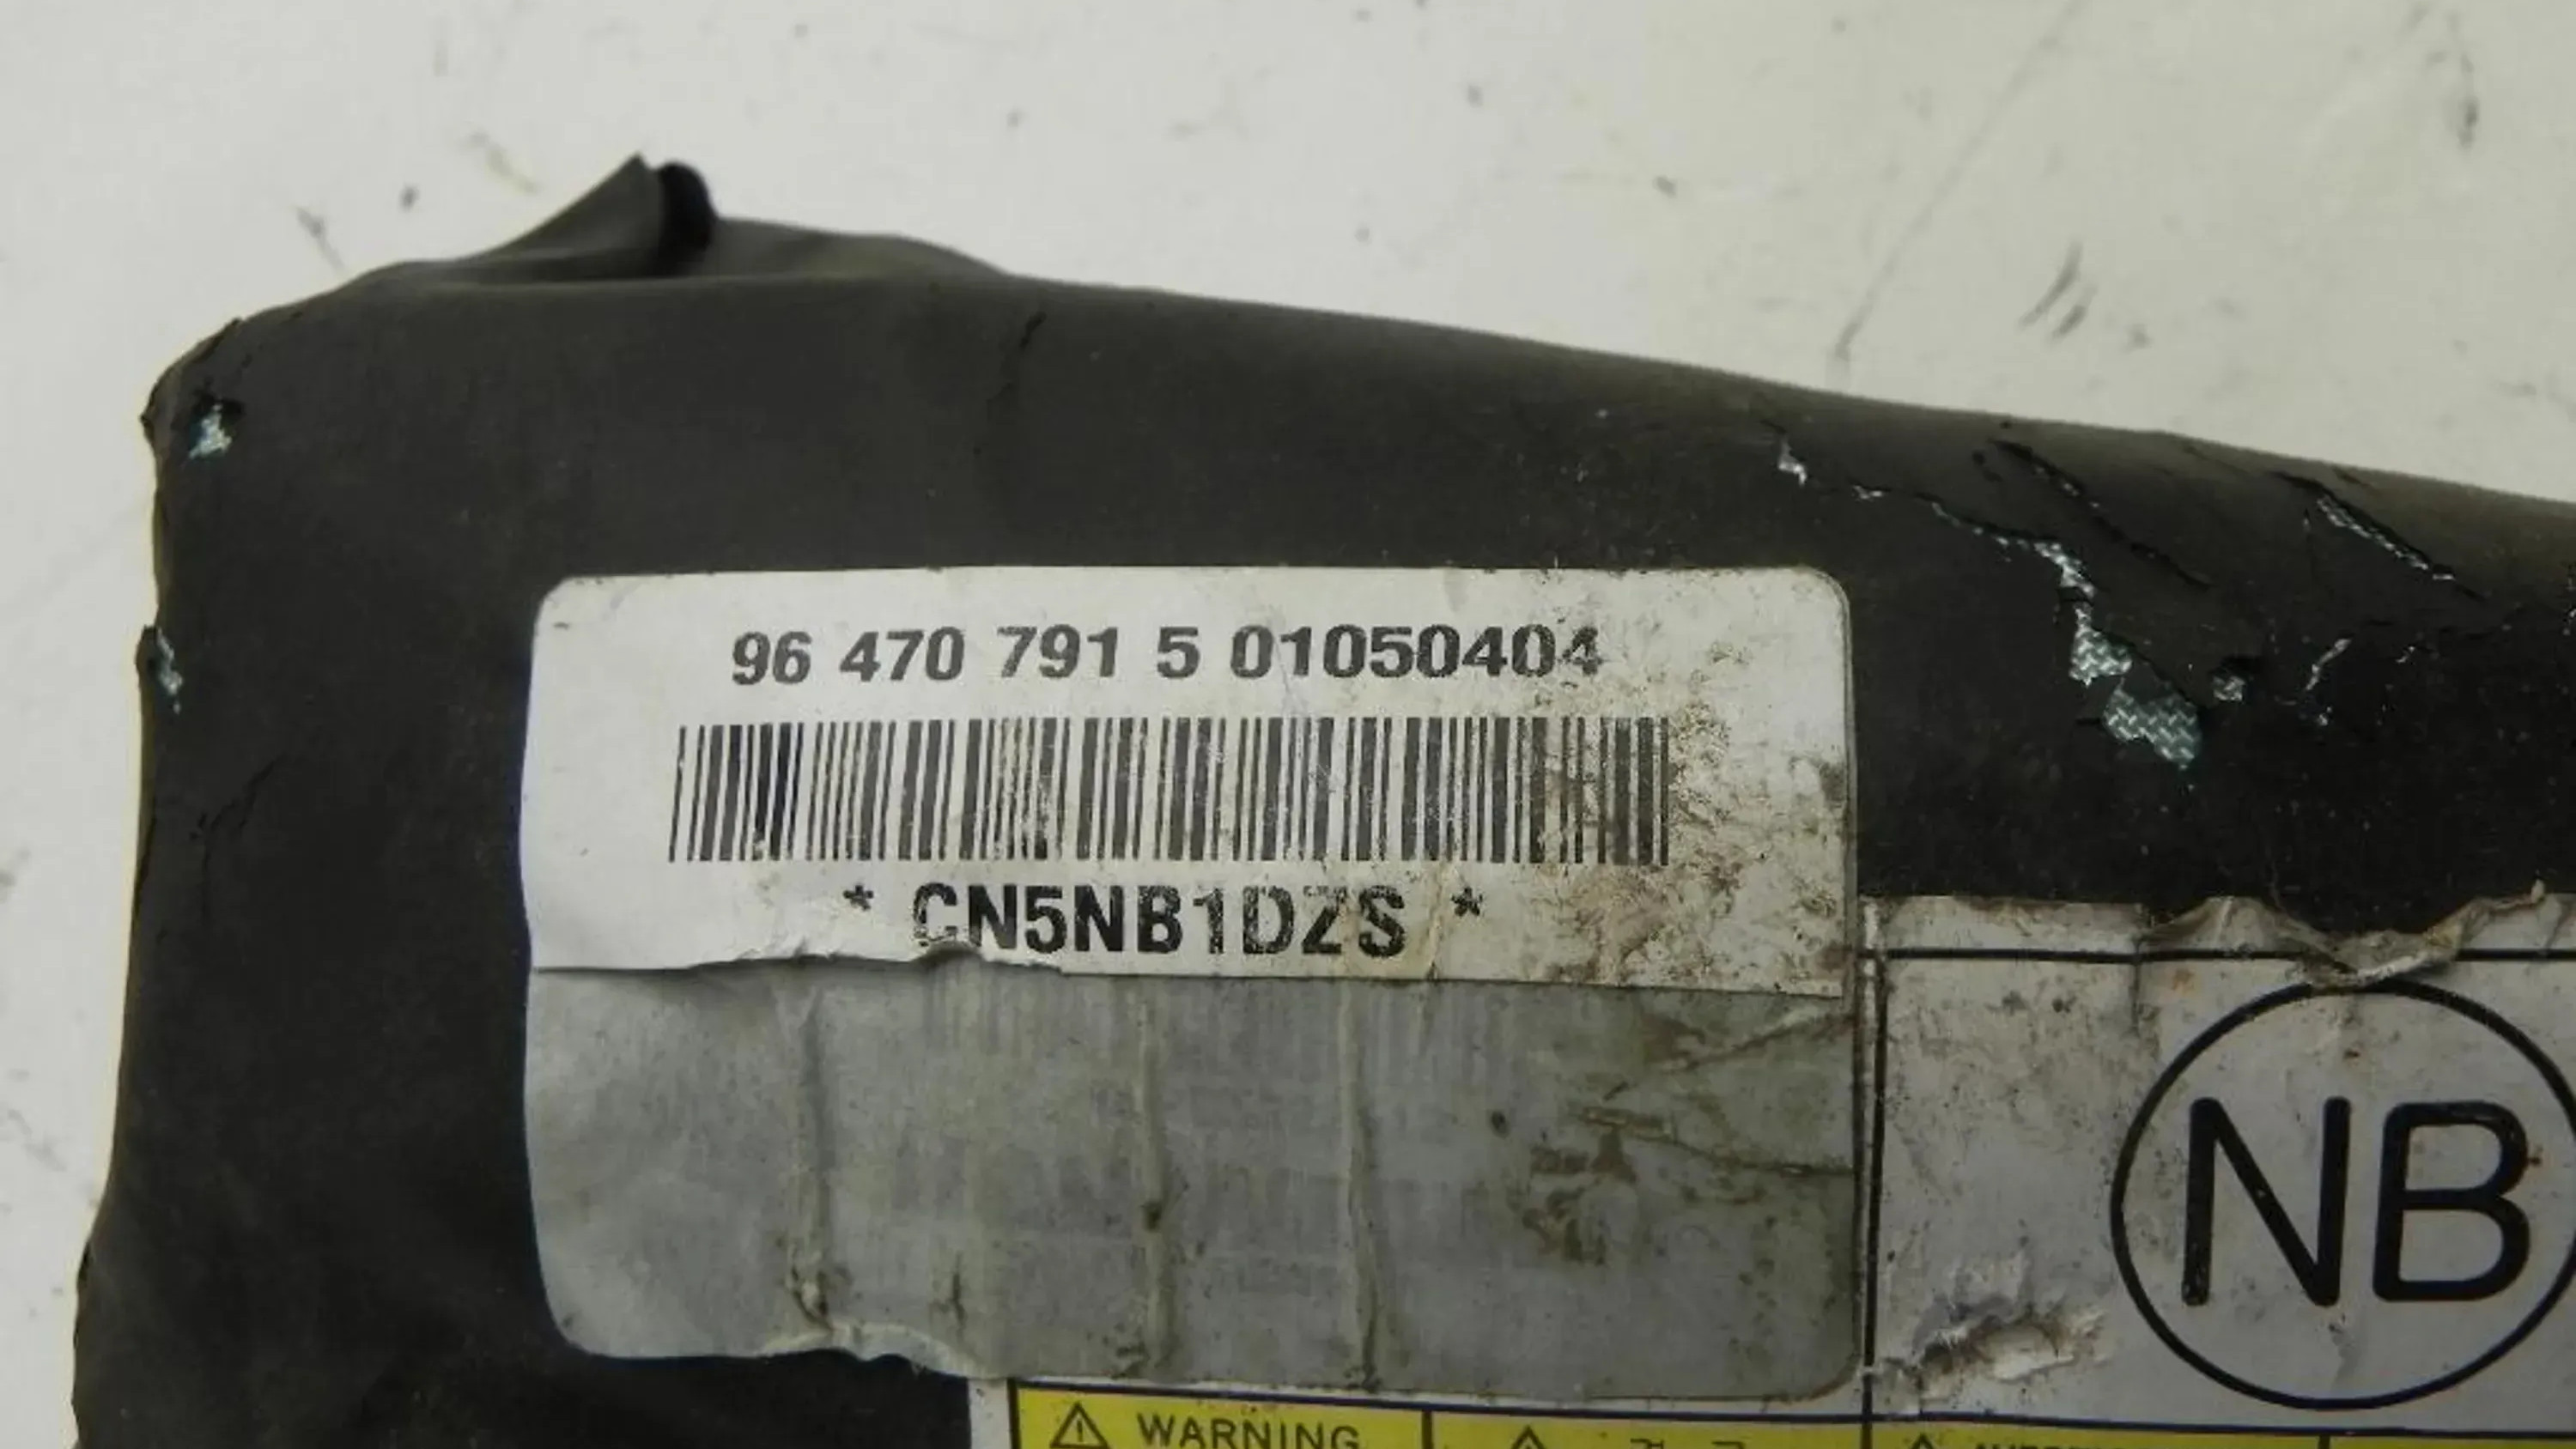 96 470 791 5 01050404
* CN5NB1DZS *
NB
WARNING